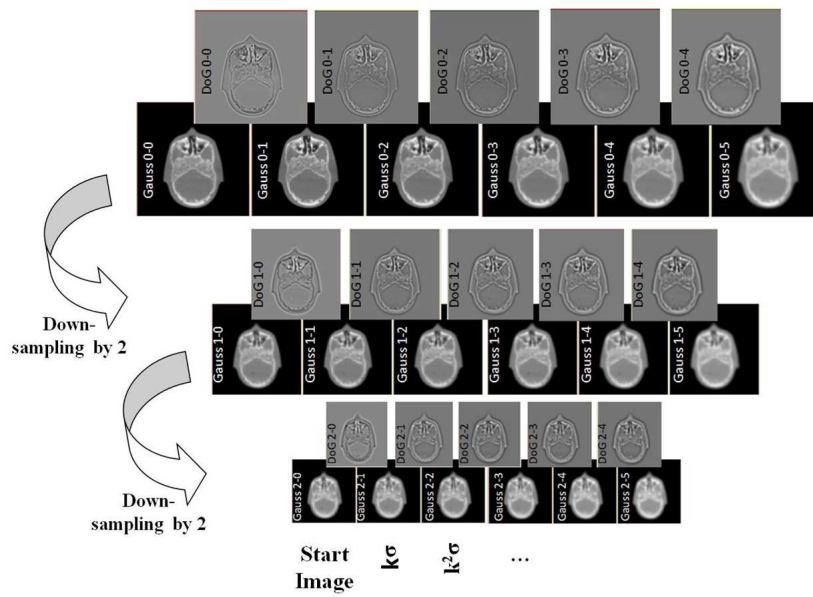 DoG 0-0
DoG 0-1
DoG 0-2
DoG 0-3
DoG 0-4
Gauss 0-0
Gauss 0-1
Gauss 0-2
Gauss 0-3
Gauss 0-4
Gauss 0-5
Down-
sampling by 2
DoG 1-0
DoG 1-1
DoG 1-2
DoG 1-3
DoG 1-4
Gauss 1-0
Gauss 1-1
Gauss 1-2
Gauss 1-3
Gauss 1-4
Gauss 1-5
Down-
sampling by 2
DoG 2-0
DoG 2-1
DoG 2-2
DoG 2-3
DoG 2-4
Gauss 2-0
Gauss 2-1
Gauss 2-2
Gauss 2-3
Gauss 2-4
Gauss 2-5
Start
Image
kσ
k²σ
...